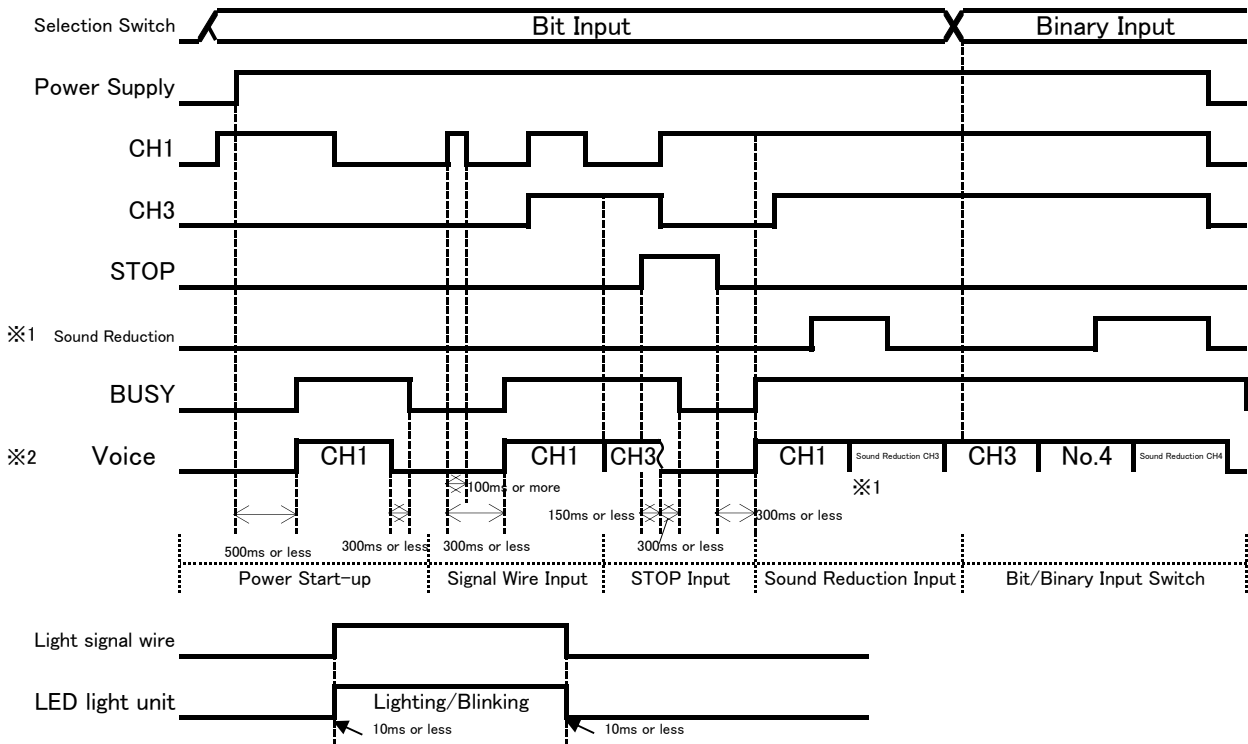 Selection Switch Bit Input Binary Input
Power Supply
CH1
CH3
STOP
※1 Sound Reduction
BUSY
※2 Voice CH1 CH1 CH3 CH1 Sound Reduction CH3 CH3 No.4 Sound Reduction CH4
100ms or more ※1
150ms or less 300ms or less
500ms or less 300ms or less 300ms or less 300ms or less
Power Start-up Signal Wire Input STOP Input Sound Reduction Input Bit/Binary Input Switch
Light signal wire
LED light unit Lighting/Blinking
10ms or less 10ms or less